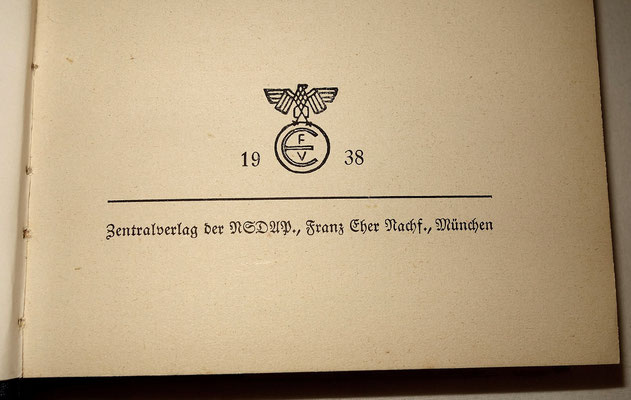 F
E
V
19 38
Zentralverlag der NSDAP., Franz Eher Nachf., München